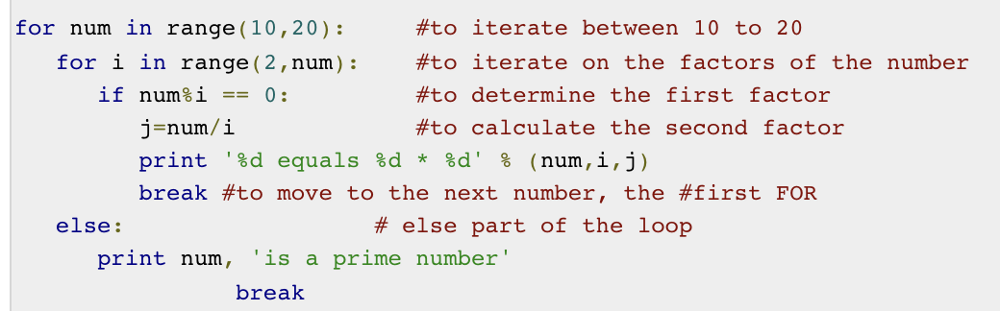 for num in range(10,20):     #to iterate between 10 to 20
   for i in range(2,num):    #to iterate on the factors of the number
      if num%i == 0:         #to determine the first factor
         j=num/i             #to calculate the second factor
         print '%d equals %d * %d' % (num,i,j)
         break #to move to the next number, the #first FOR
   else:                  # else part of the loop
      print num, 'is a prime number'
                break